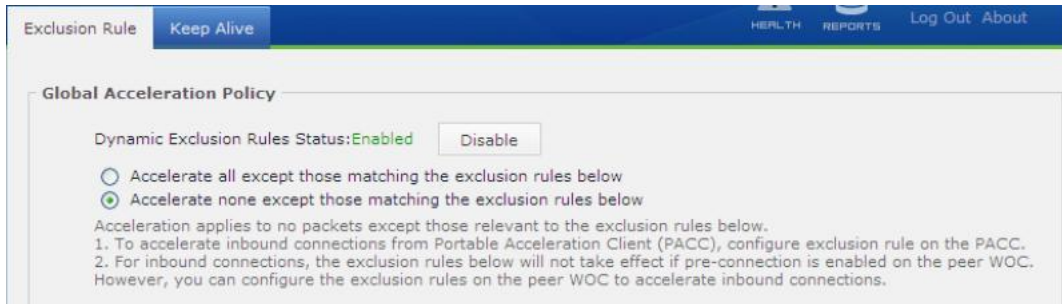 Exclusion Rule
Keep Alive
HEALTH
REPORTS
Log Out About
Global Acceleration Policy
Dynamic Exclusion Rules Status:Enabled Disable
Accelerate all except those matching the exclusion rules below
Accelerate none except those matching the exclusion rules below
Acceleration applies to no packets except those relevant to the exclusion rules below.
1. To accelerate inbound connections from Portable Acceleration Client (PACC), configure exclusion rule on the PACC.
2. For inbound connections, the exclusion rules below will not take effect if pre-connection is enabled on the peer WOC.
However, you can configure the exclusion rules on the peer WOC to accelerate inbound connections.